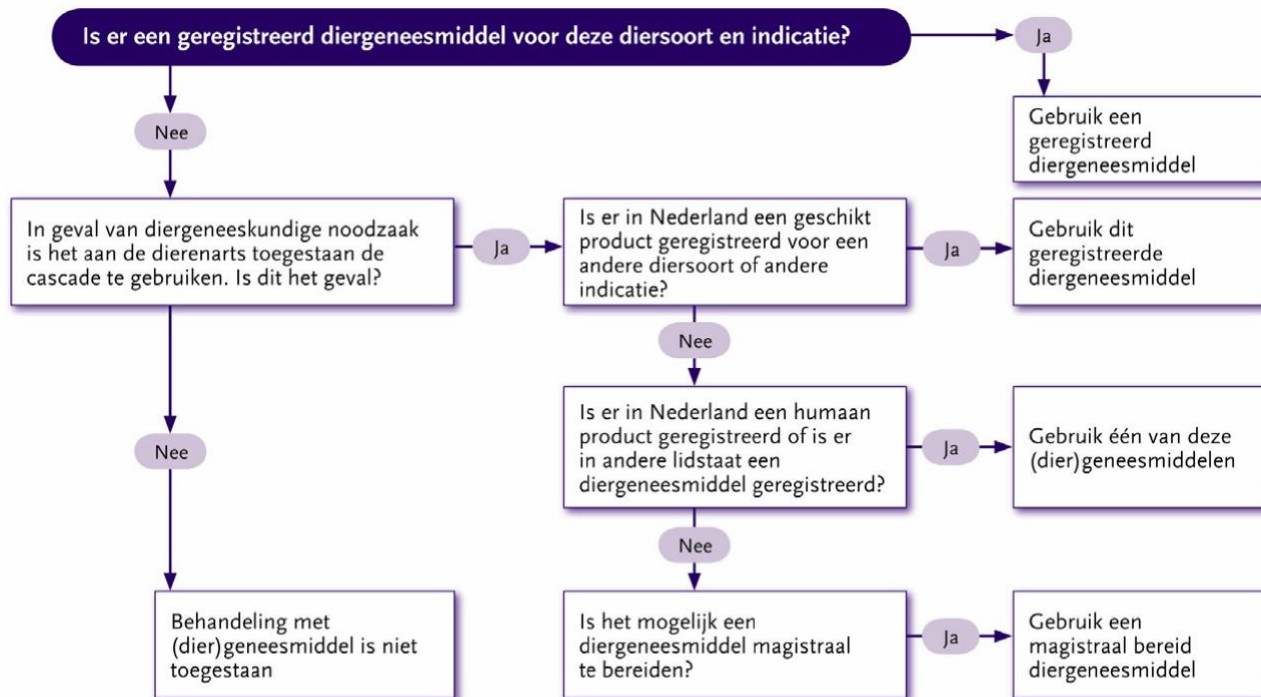 Is er een geregistreerd diergeneesmiddel voor deze diersoort en indicatie?
Ja
Nee
Gebruik een
geregistreerd
diergeneesmiddel
In geval van diergeneeskundige noodzaak
is het aan de dierenarts toegestaan de
cascade te gebruiken. Is dit het geval?
Ja
Is er in Nederland een geschikt
product geregistreerd voor een
andere diersoort of andere
indicatie?
Ja
Gebruik dit
geregistreerde
diergeneesmiddel
Nee
Nee
Is er in Nederland een humaan
product geregistreerd of is er
in andere lidstaat een
diergeneesmiddel geregistreerd?
Ja
Gebruik één van deze
(dier)geneesmiddelen
Nee
Behandeling met
(dier)geneesmiddel is niet
toegestaan
Is het mogelijk een
diergeneesmiddel magistraal
te bereiden?
Ja
Gebruik een
magistraal bereid
diergeneesmiddel